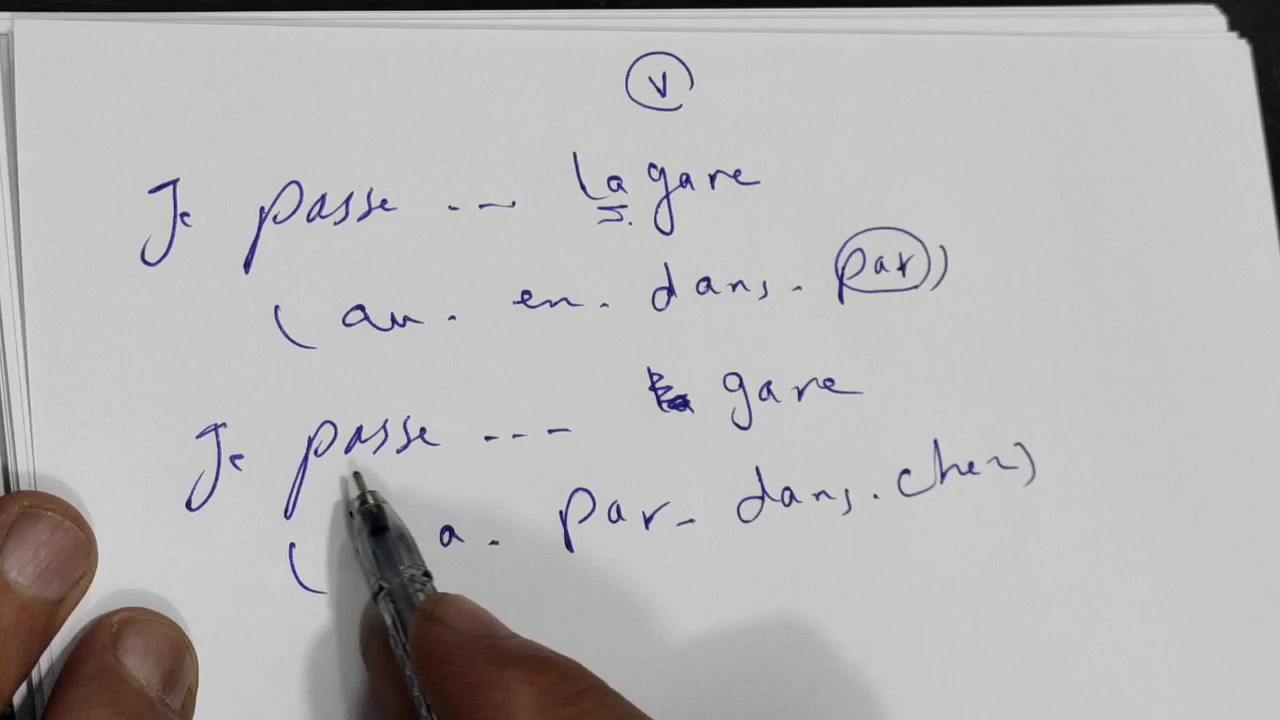 V
Je passe --- la gare
( au . en . dans . par ))
Je passe --- gare
( a . par - dans . chez )